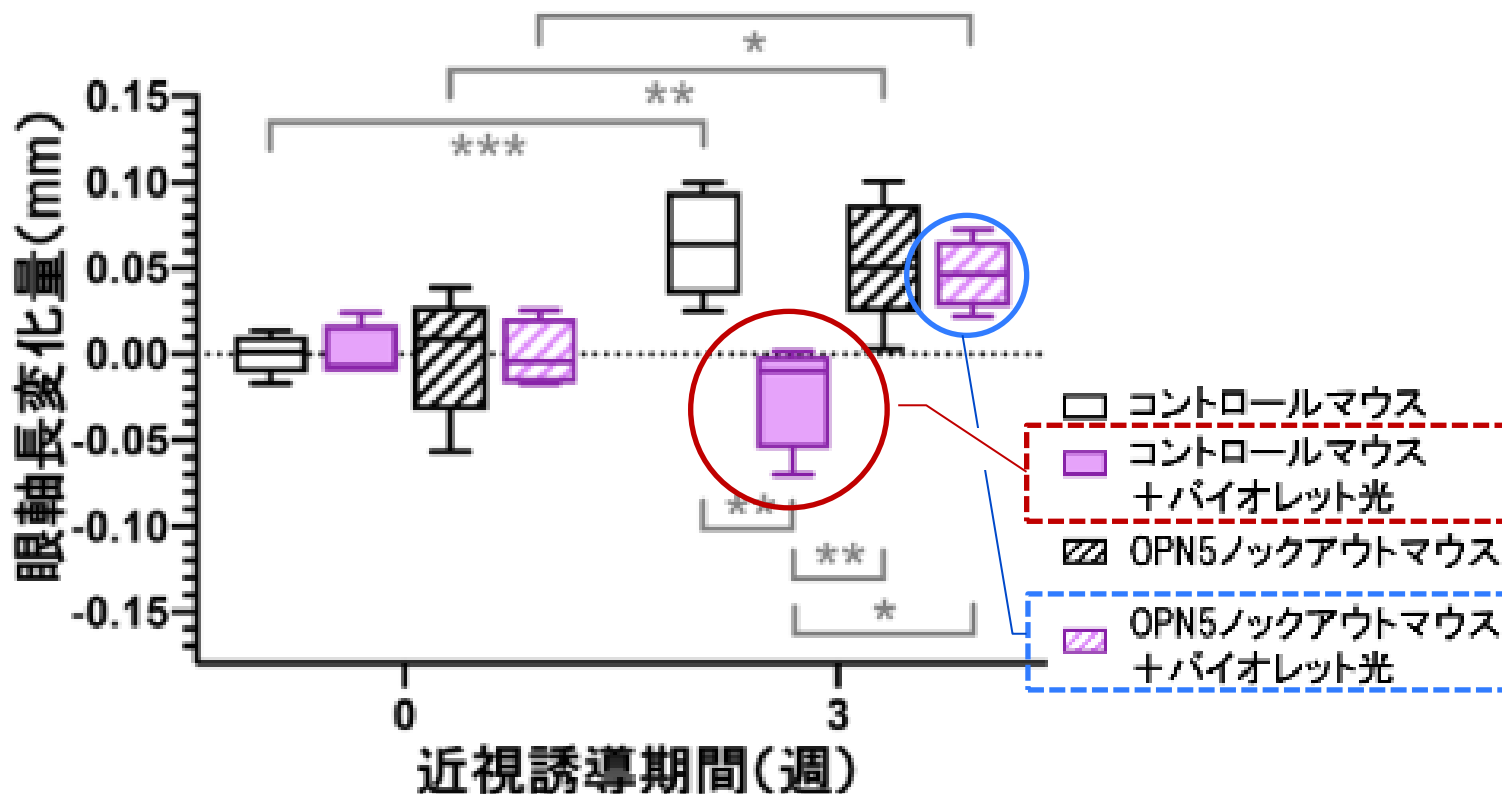 *
**
***
0.15
0.10
0.05
0.00
-0.05
-0.10
-0.15
眼軸長変化量(mm)
**
**
*
0
3
近視誘導期間(週)
コントロールマウス
コントロールマウス
＋バイオレット光
OPN5ノックアウトマウス
OPN5ノックアウトマウス
＋バイオレット光